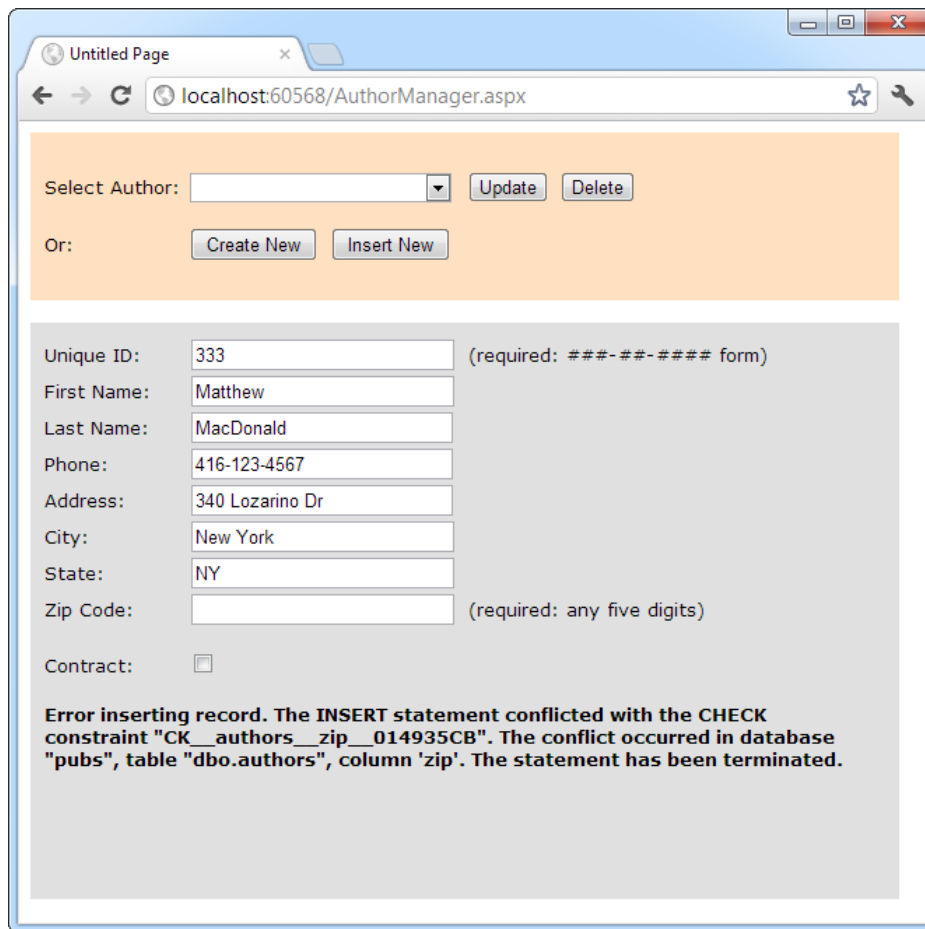 Untitled Page
localhost:60568/AuthorManager.aspx
Select Author: Update Delete
Or: Create New Insert New
Unique ID: 333 (required: ###-##-#### form)
First Name: Matthew
Last Name: MacDonald
Phone: 416-123-4567
Address: 340 Lozarino Dr
City: New York
State: NY
Zip Code: (required: any five digits)
Contract:
Error inserting record. The INSERT statement conflicted with the CHECK
constraint "CK__authors__zip__014935CB". The conflict occurred in database
"pubs", table "dbo.authors", column 'zip'. The statement has been terminated.